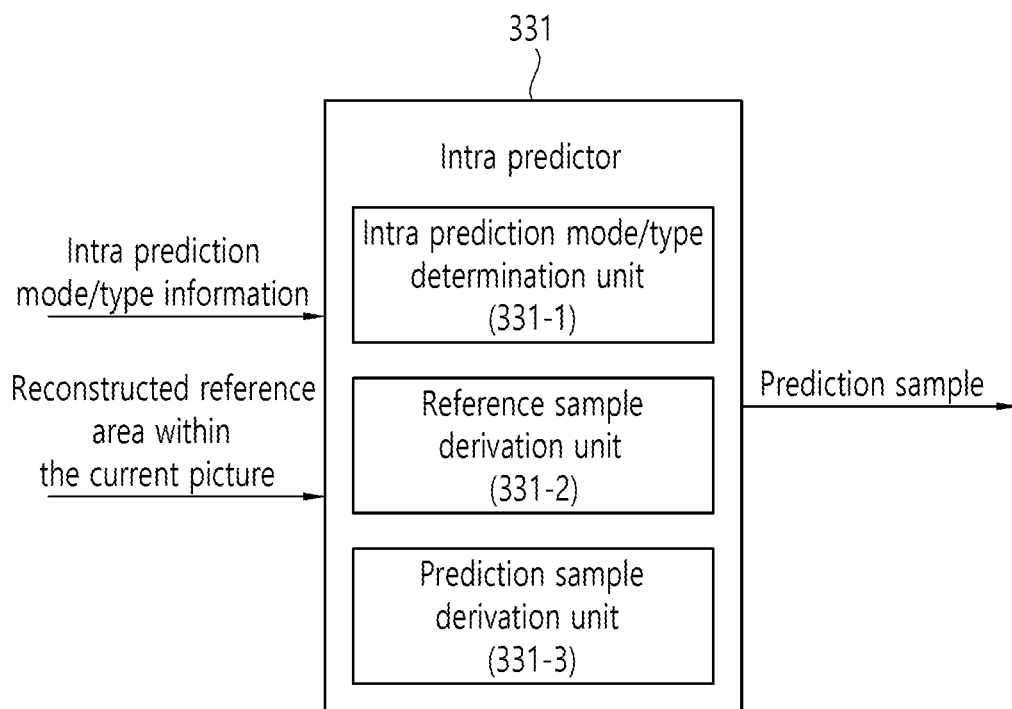 331
Intra predictor
Intra prediction mode/type
determination unit
(331-1)
Intra prediction
mode/type information
Reconstructed reference
area within
the current picture
Reference sample
derivation unit
(331-2)
Prediction sample
Prediction sample
derivation unit
(331-3)